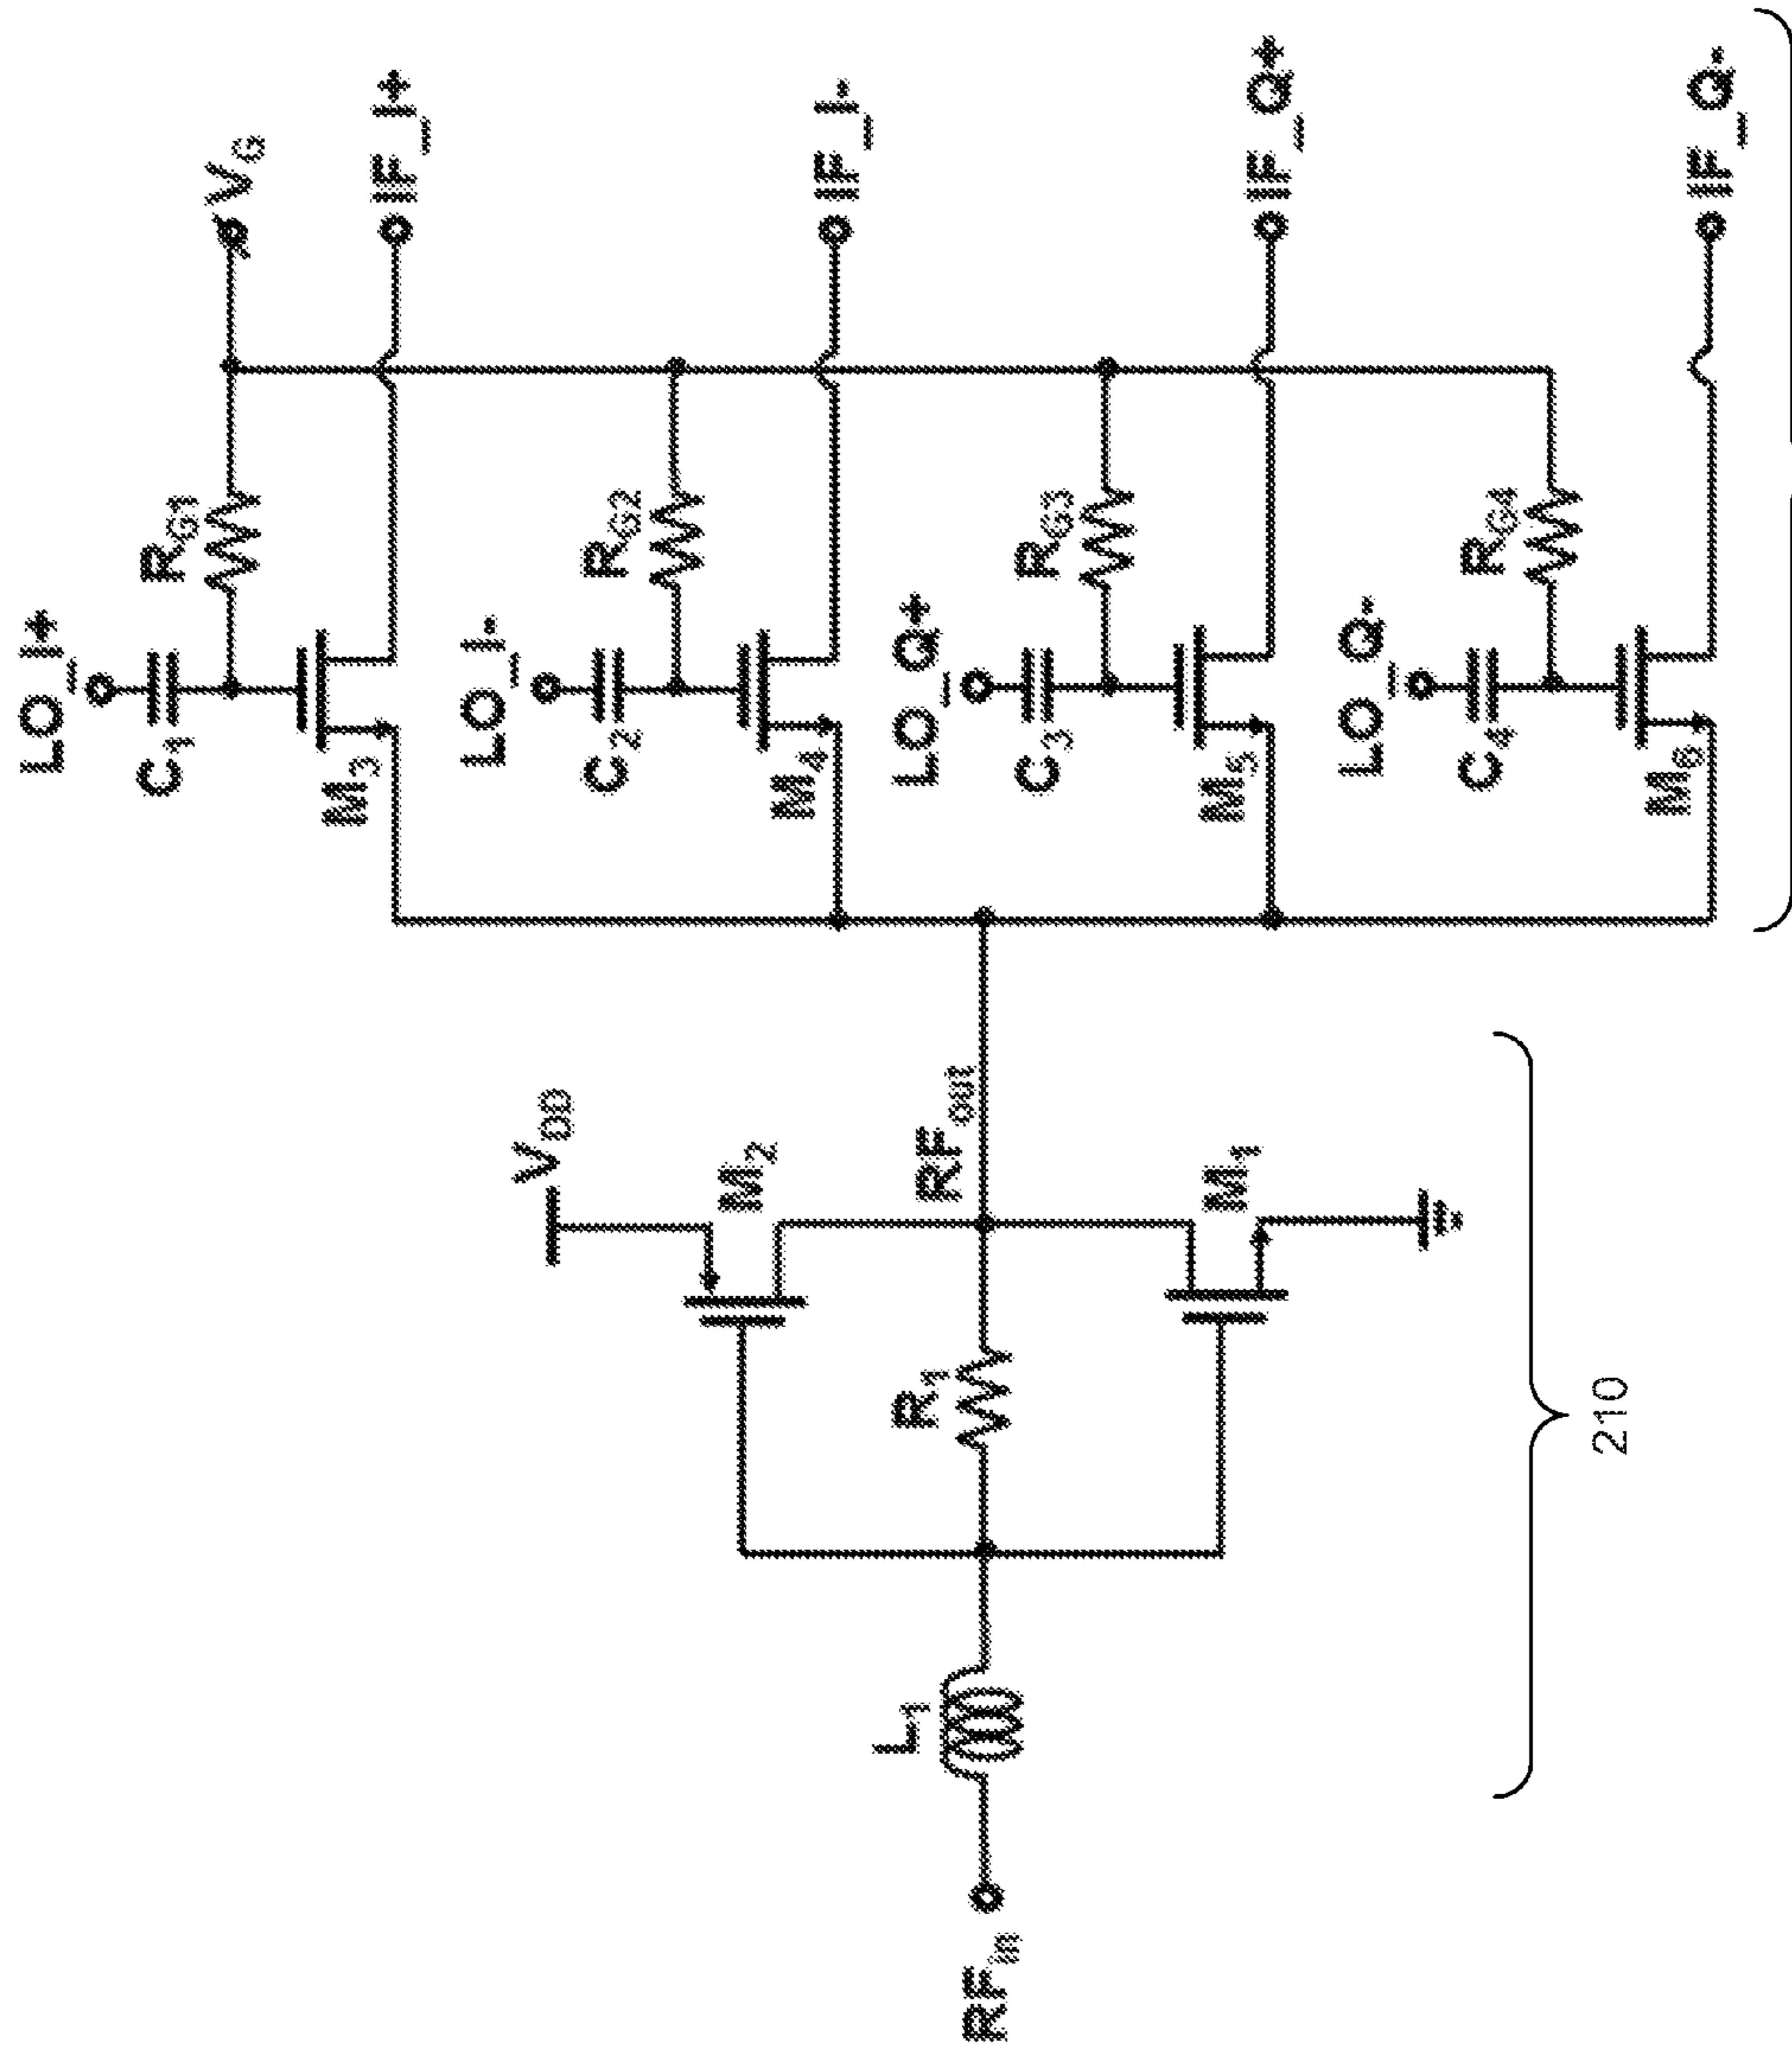 LO_I+
C1
RG1
VG
M3
IF_I+
LO_I-
C2
RG2
M4
IF_I-
VDD
M2
LO_Q+
C3
RG3
RFin
L1
R1
RFout
M5
IF_Q+
M1
LO_Q-
C4
RG4
M6
IF_Q-
210